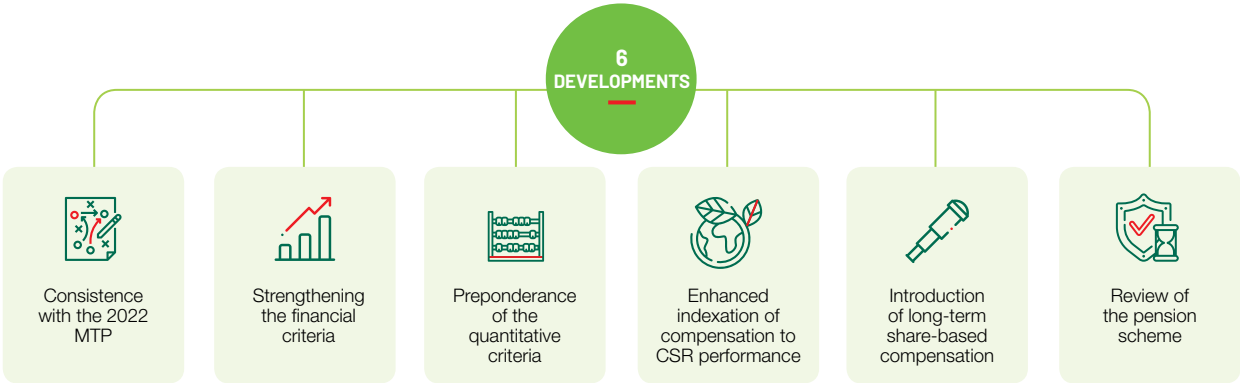 6
DEVELOPMENTS
Consistence
with the 2022
MTP
Strengthening
the financial
criteria
Preponderance
of the
quantitative
criteria
Enhanced
indexation of
compensation to
CSR performance
Introduction
of long-term
share-based
compensation
Review of
the pension
scheme